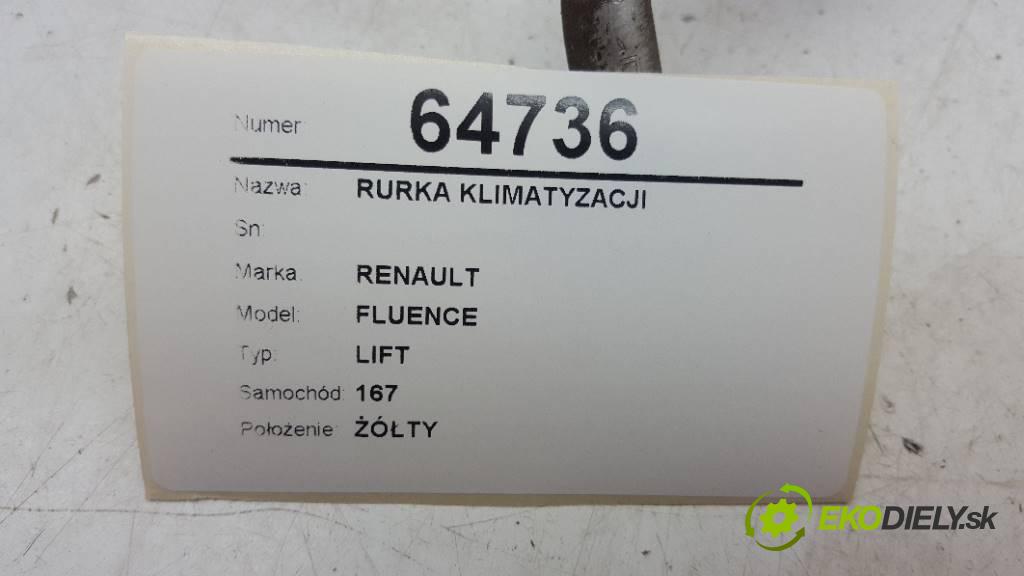 Numer: 64736
Nazwa: RURKA KLIMATYZACJI
Sn:
Marka: RENAULT
Model: FLUENCE
Typ: LIFT
Samochód: 167
Położenie: ŻÓŁTY
EKODIELY.sk